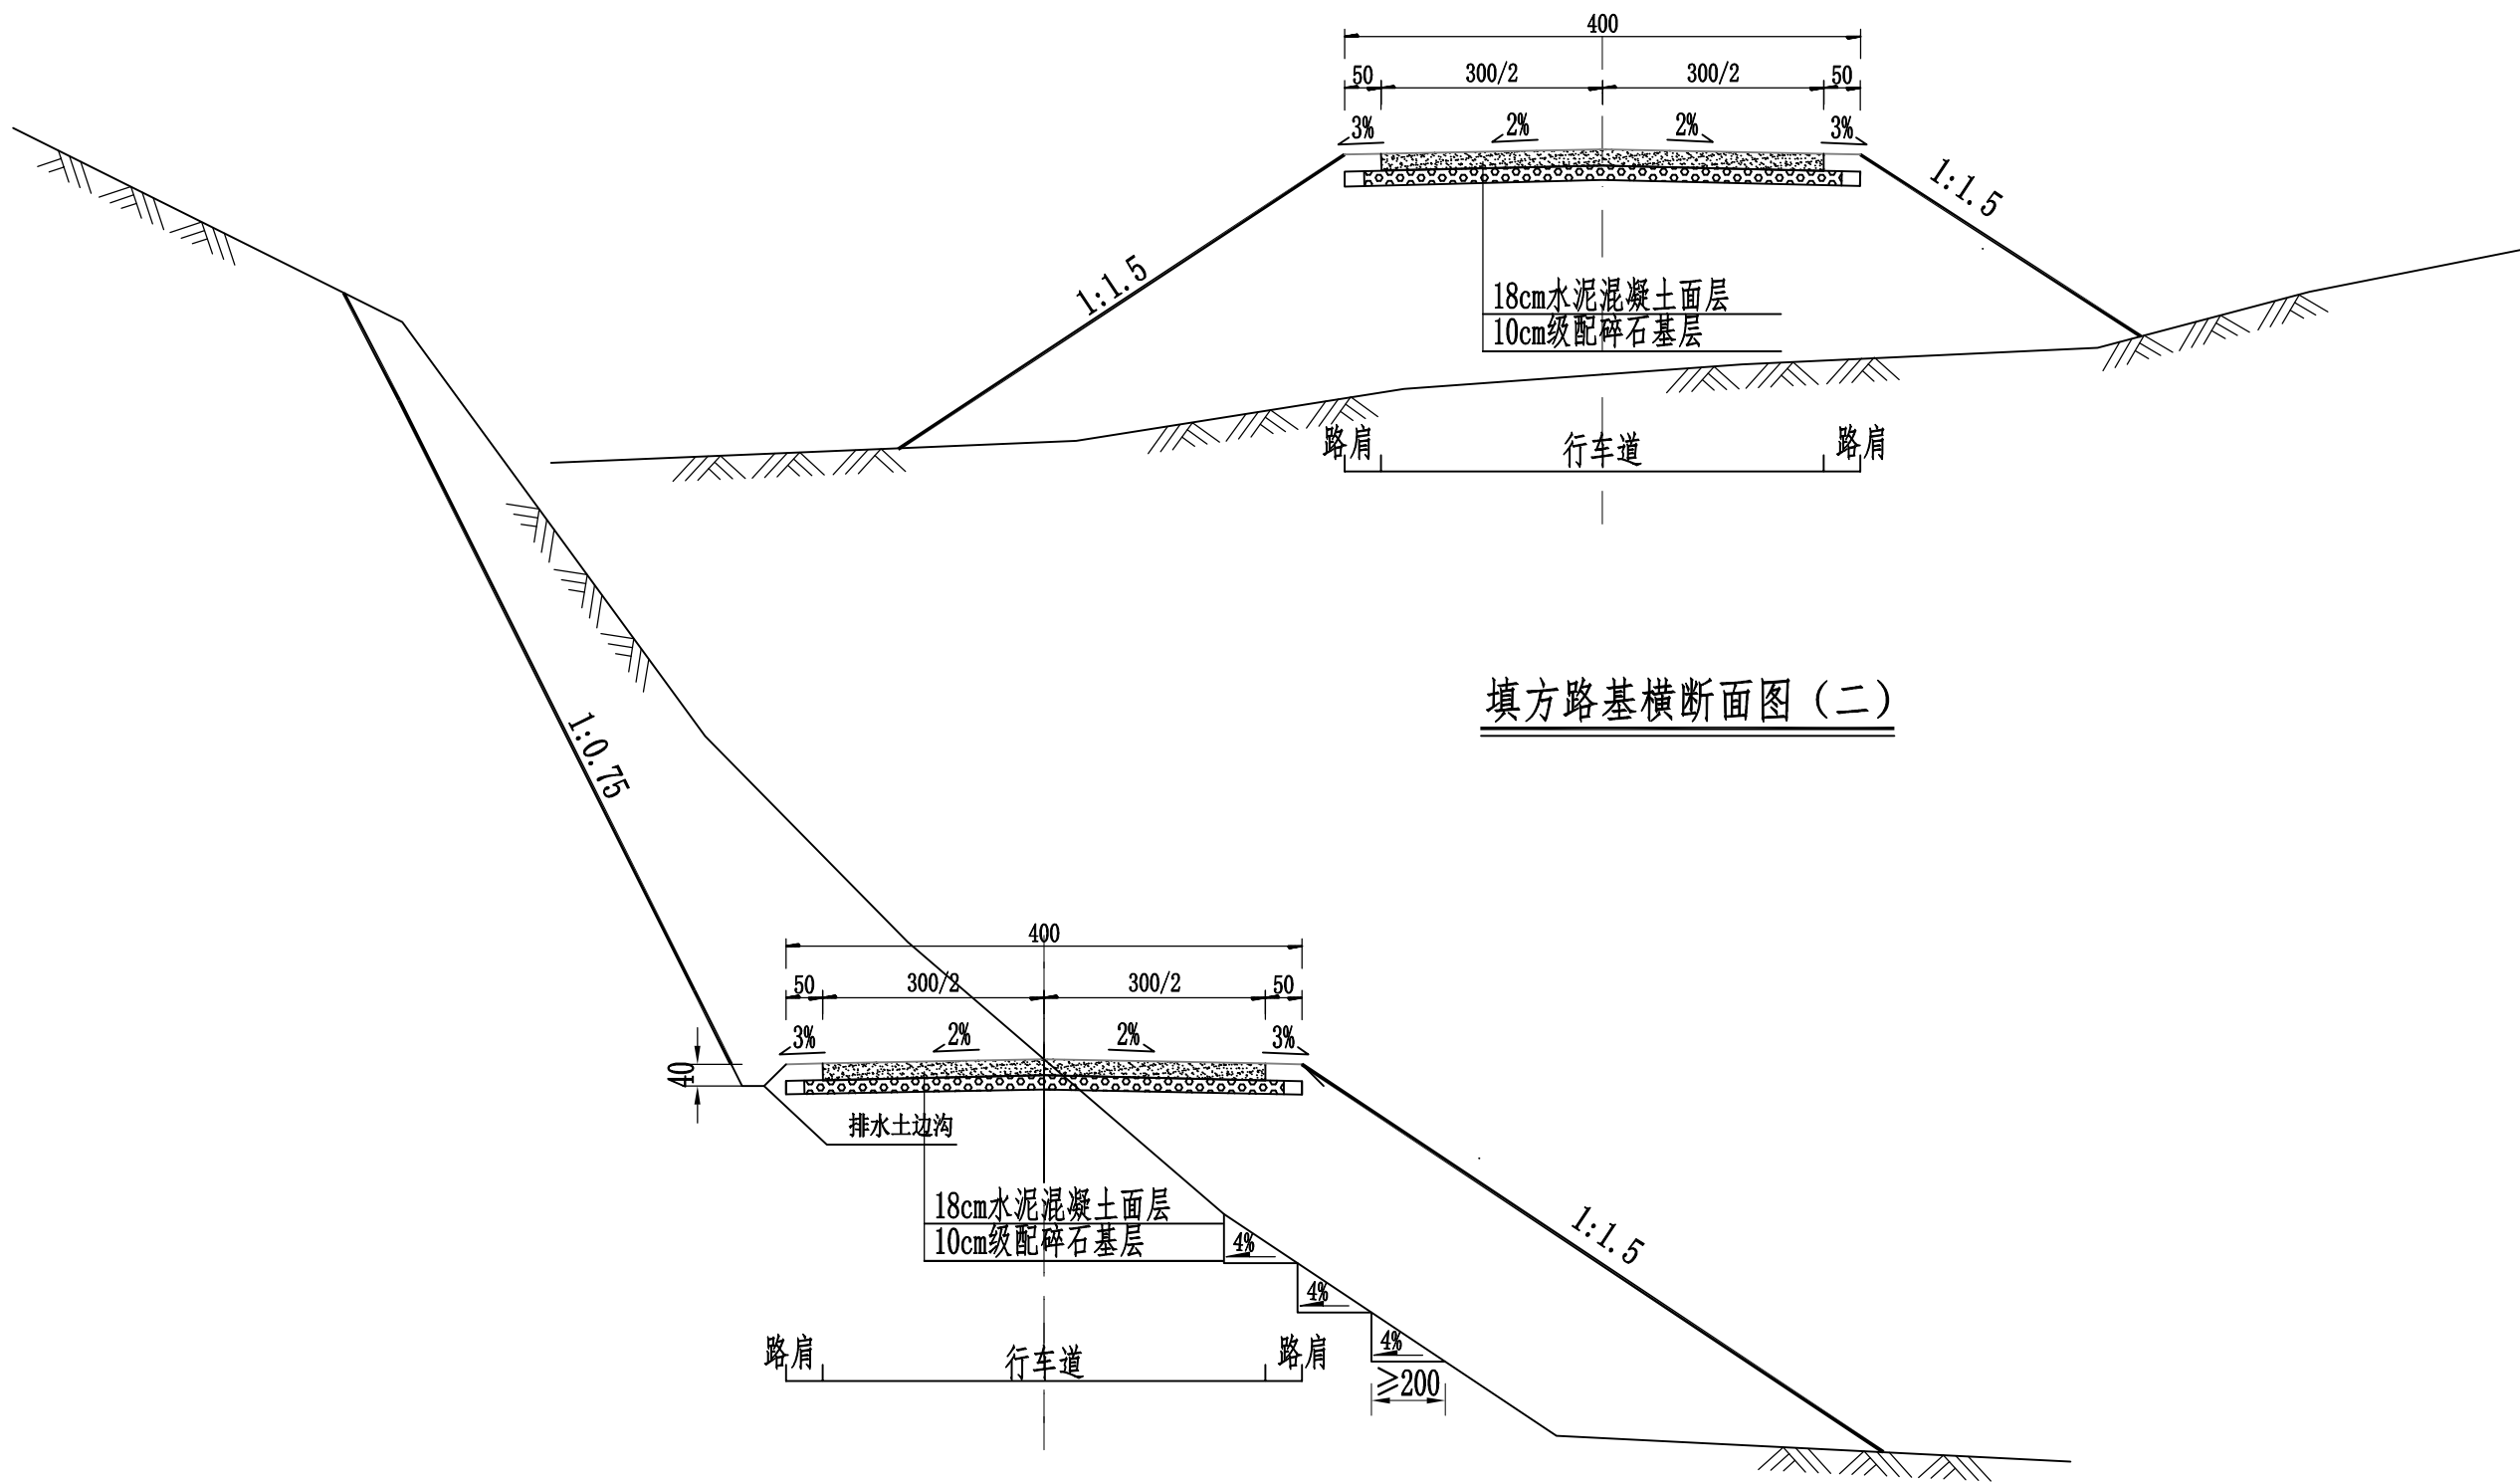 400
50 300/2 300/2 50
3% 2% 2% 3%
1:1.5
1:1.5
18cm水泥混凝土面层
10cm级配碎石基层
路肩 行车道 路肩
填方路基横断面图（二）
1:0.75
400
50 300/2 300/2 50
3% 2% 2% 3%
40
排水土边沟
18cm水泥混凝土面层
10cm级配碎石基层
4%
4%
4%
≥200
1:1.5
路肩 行车道 路肩